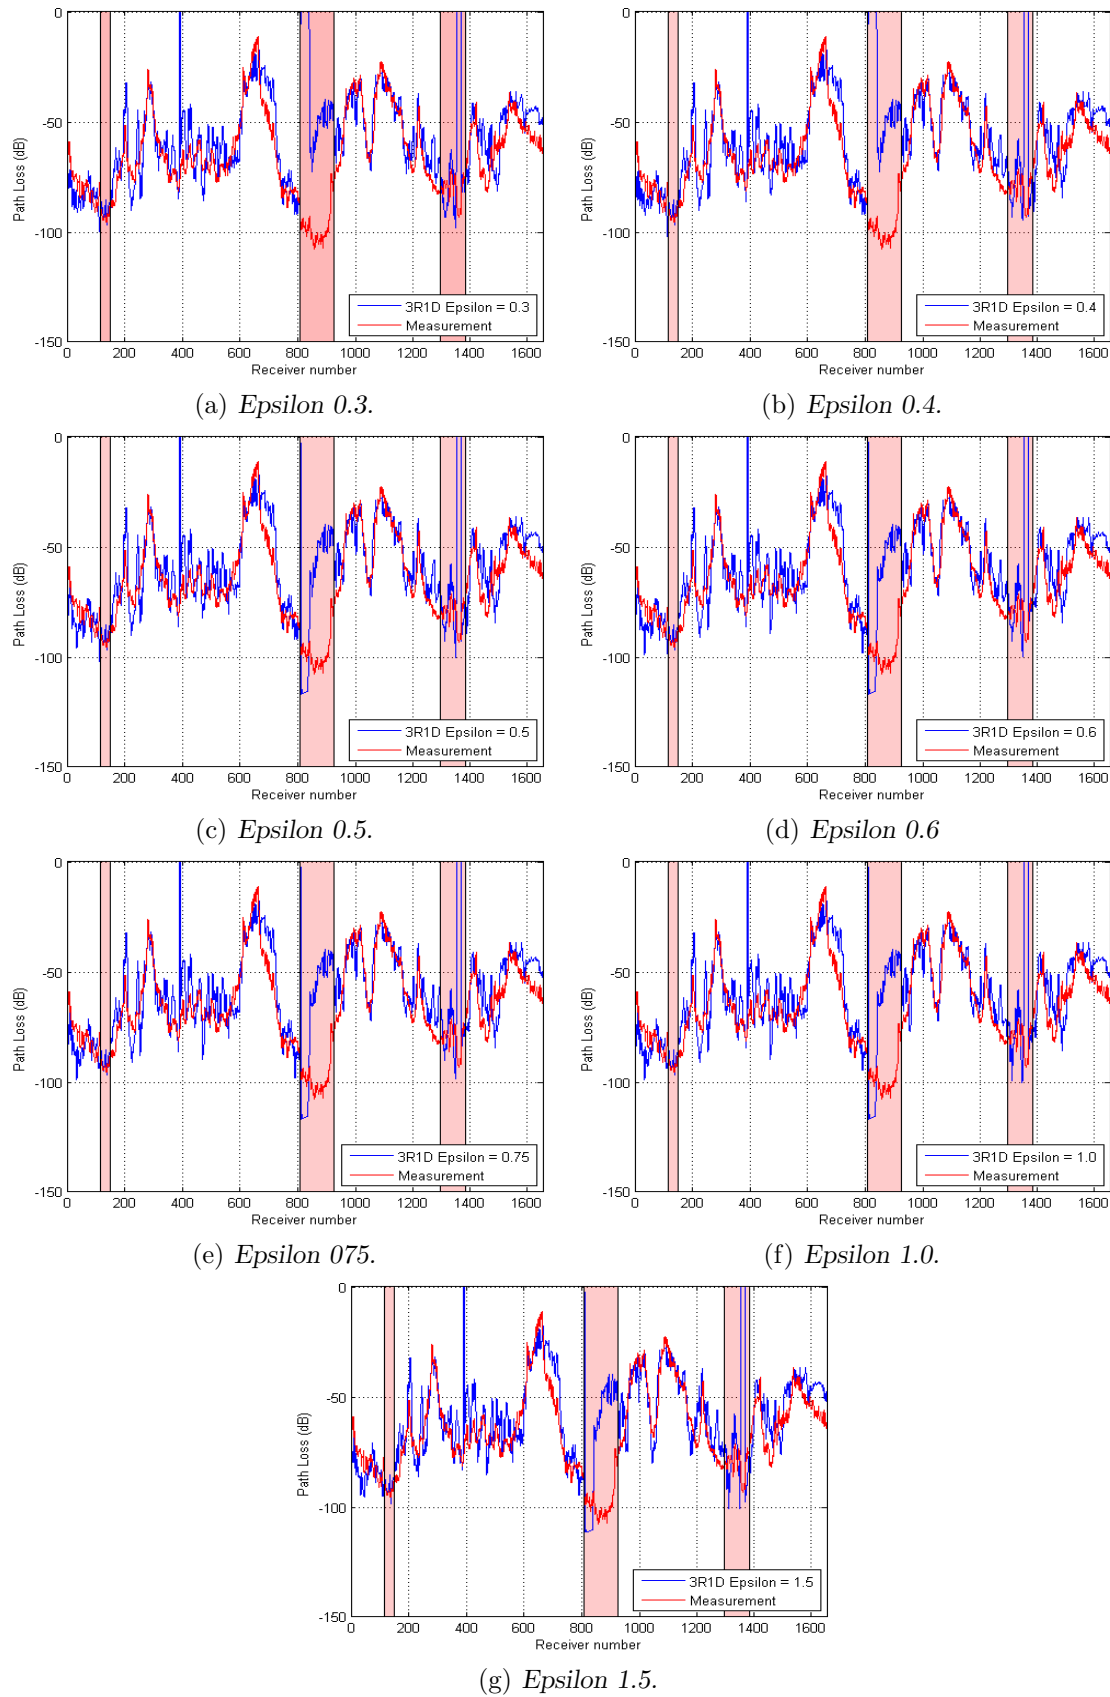 0
-50
-100
-150
Path Loss (dB)
3R1D Epsilon = 0.3
Measurement
0 200 400 600 800 1000 1200 1400 1600
Receiver number
(a) Epsilon 0.3.
0
-50
-100
-150
Path Loss (dB)
3R1D Epsilon = 0.4
Measurement
0 200 400 600 800 1000 1200 1400 1600
Receiver number
(b) Epsilon 0.4.
0
-50
-100
-150
Path Loss (dB)
3R1D Epsilon = 0.5
Measurement
0 200 400 600 800 1000 1200 1400 1600
Receiver number
(c) Epsilon 0.5.
0
-50
-100
-150
Path Loss (dB)
3R1D Epsilon = 0.6
Measurement
0 200 400 600 800 1000 1200 1400 1600
Receiver number
(d) Epsilon 0.6
0
-50
-100
-150
Path Loss (dB)
3R1D Epsilon = 0.75
Measurement
0 200 400 600 800 1000 1200 1400 1600
Receiver number
(e) Epsilon 075.
0
-50
-100
-150
Path Loss (dB)
3R1D Epsilon = 1.0
Measurement
0 200 400 600 800 1000 1200 1400 1600
Receiver number
(f) Epsilon 1.0.
0
-50
-100
-150
Path Loss (dB)
3R1D Epsilon = 1.5
Measurement
0 200 400 600 800 1000 1200 1400 1600
Receiver number
(g) Epsilon 1.5.